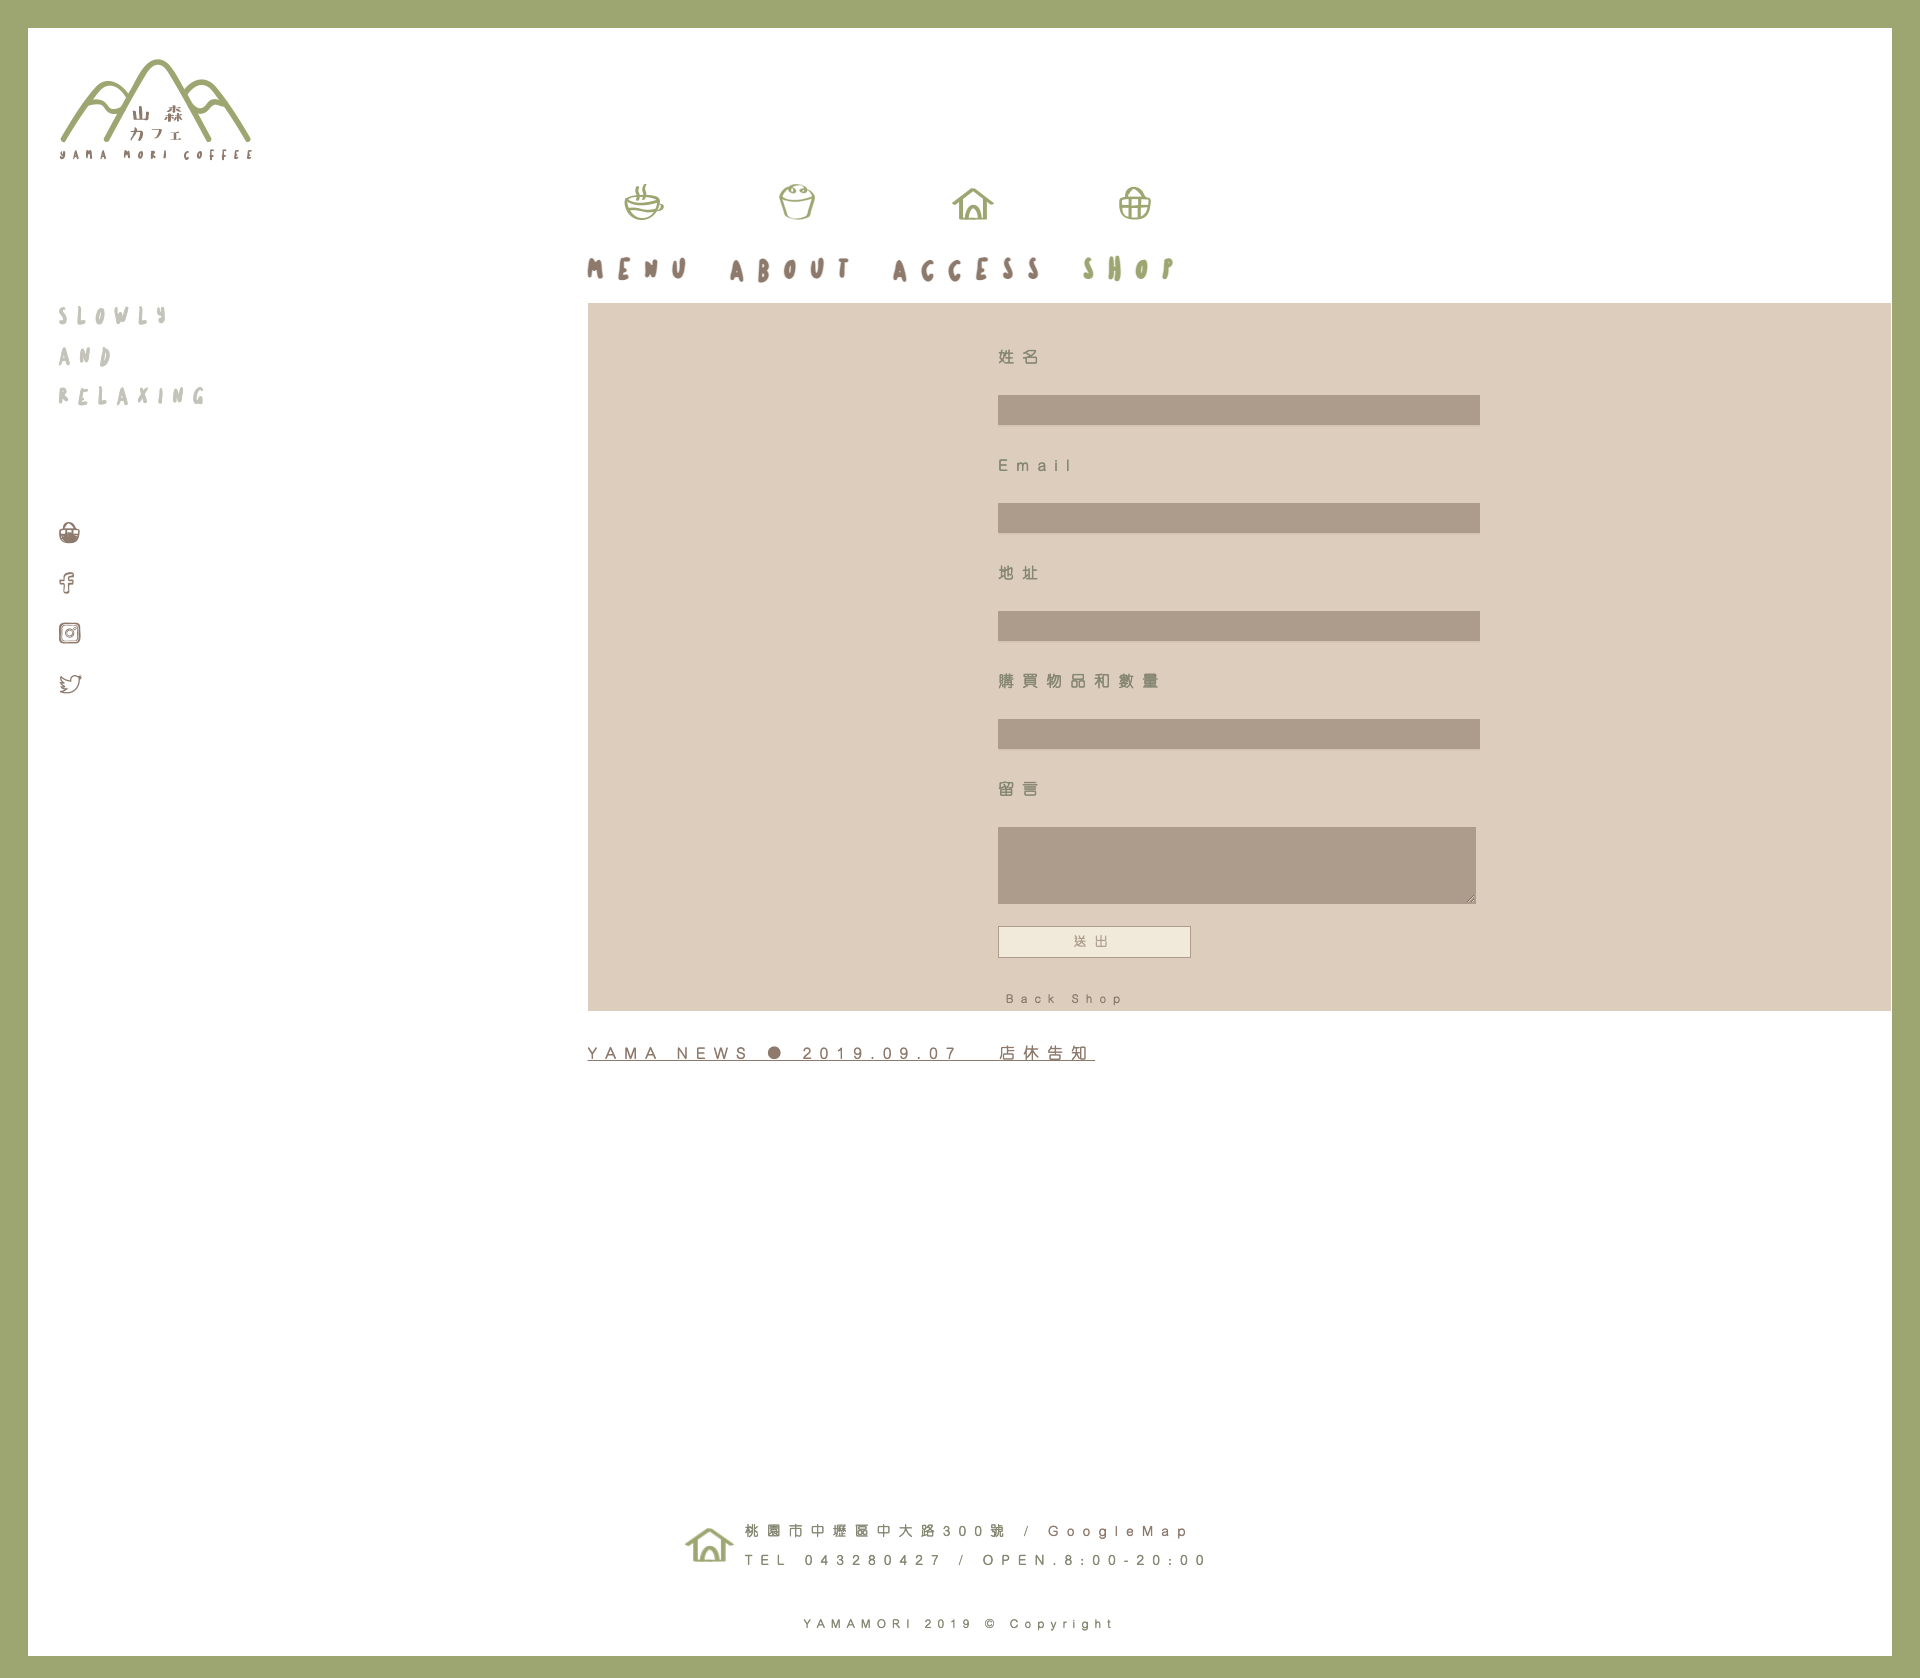 山 森
カフェ
YAMA MORI COFFEE
MENU ABOUT ACCESS SHOP
SLOWLY
AND
RELAXING
姓名
Email
地址
購買物品和數量
留言
送出
Back Shop
YAMA NEWS ● 2019.09.07 店休告知
桃園市中壢區中大路300號 / GoogleMap
TEL 043280427 / OPEN.8:00-20:00
YAMAMORI 2019 © Copyright